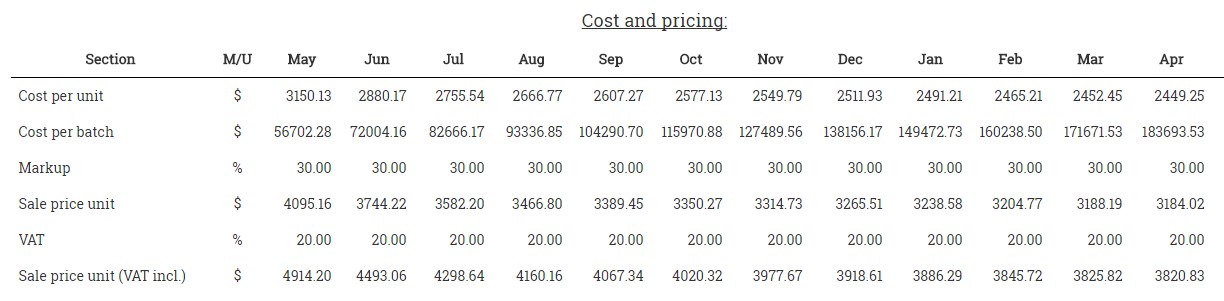 Cost and pricing:
Section M/U May Jun Jul Aug Sep Oct Nov Dec Jan Feb Mar Apr
Cost per unit $ 3150.13 2880.17 2755.54 2666.77 2607.27 2577.13 2549.79 2511.93 2491.21 2465.21 2452.45 2449.25
Cost per batch $ 56702.28 72004.16 82666.17 93336.85 104290.70 115970.88 127489.56 138156.17 149472.73 160238.50 171671.53 183693.53
Markup % 30.00 30.00 30.00 30.00 30.00 30.00 30.00 30.00 30.00 30.00 30.00 30.00
Sale price unit $ 4095.16 3744.22 3582.20 3466.80 3389.45 3350.27 3314.73 3265.51 3238.58 3204.77 3188.19 3184.02
VAT % 20.00 20.00 20.00 20.00 20.00 20.00 20.00 20.00 20.00 20.00 20.00 20.00
Sale price unit (VAT incl.) $ 4914.20 4493.06 4298.64 4160.16 4067.34 4020.32 3977.67 3918.61 3886.29 3845.72 3825.82 3820.83